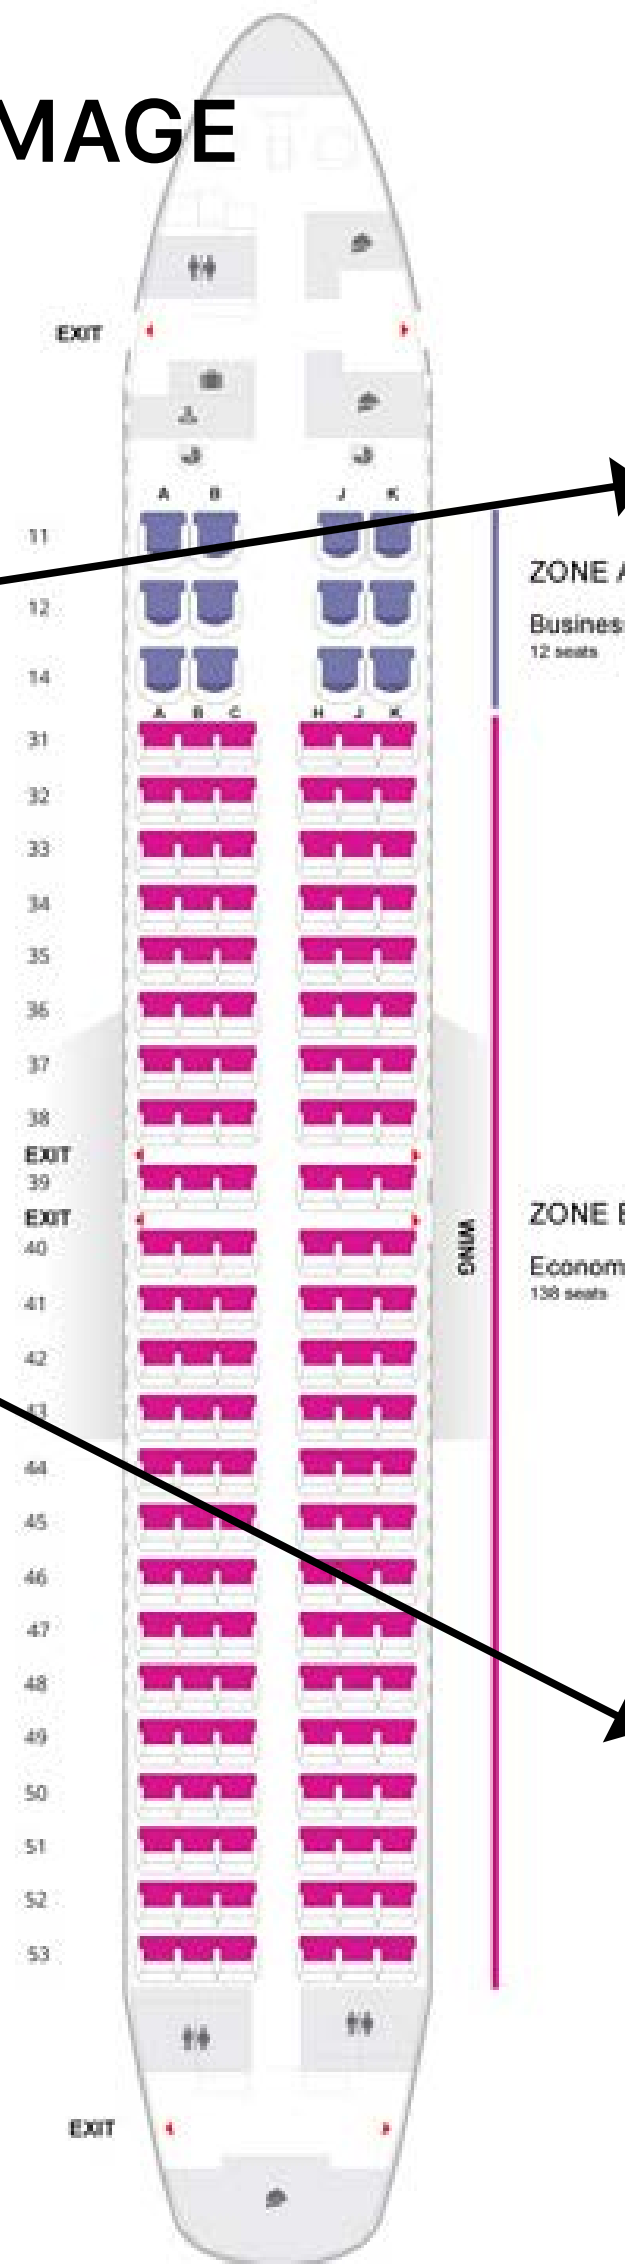 MAGE
EXIT
A B J K
11
ZONE A
12
Busines
12 seats
14
A B C H J K
31
32
33
34
35
36
37
38
EXIT
39
EXIT
ZONE B
40
WING
Econom
138 seats
41
42
43
44
45
46
47
48
49
50
51
52
53
EXIT